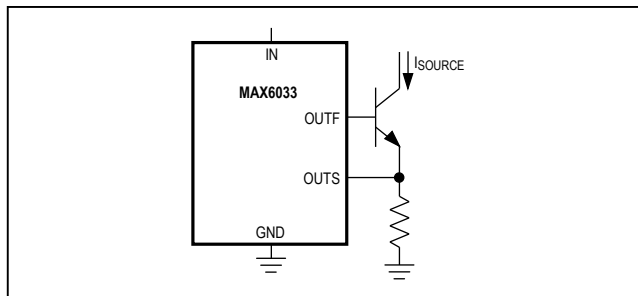 IN
ISOURCE
MAX6033
OUTF
OUTS
GND